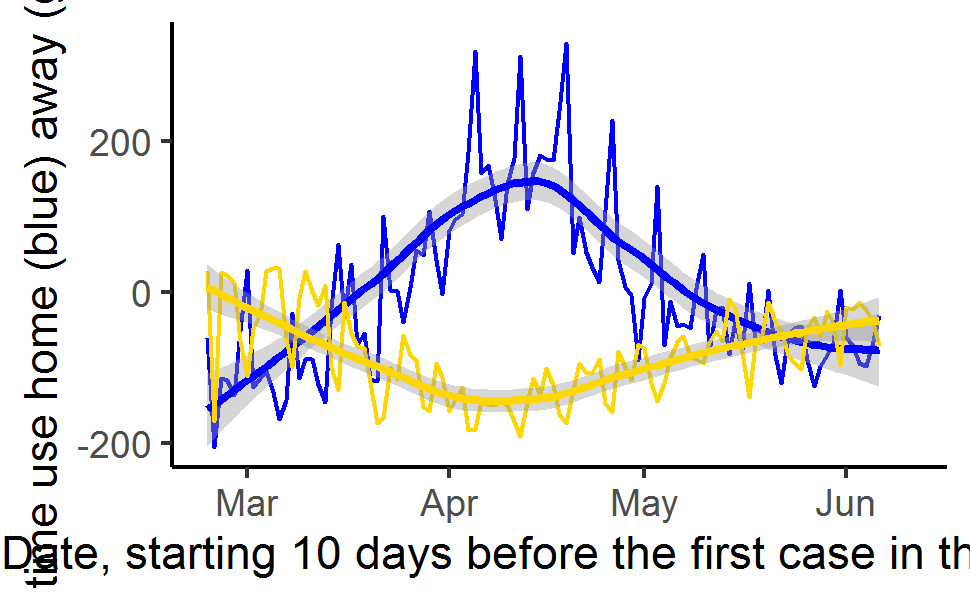 time use home (blue) away (
200
0
-200
Mar Apr May Jun
Date, starting 10 days before the first case in th